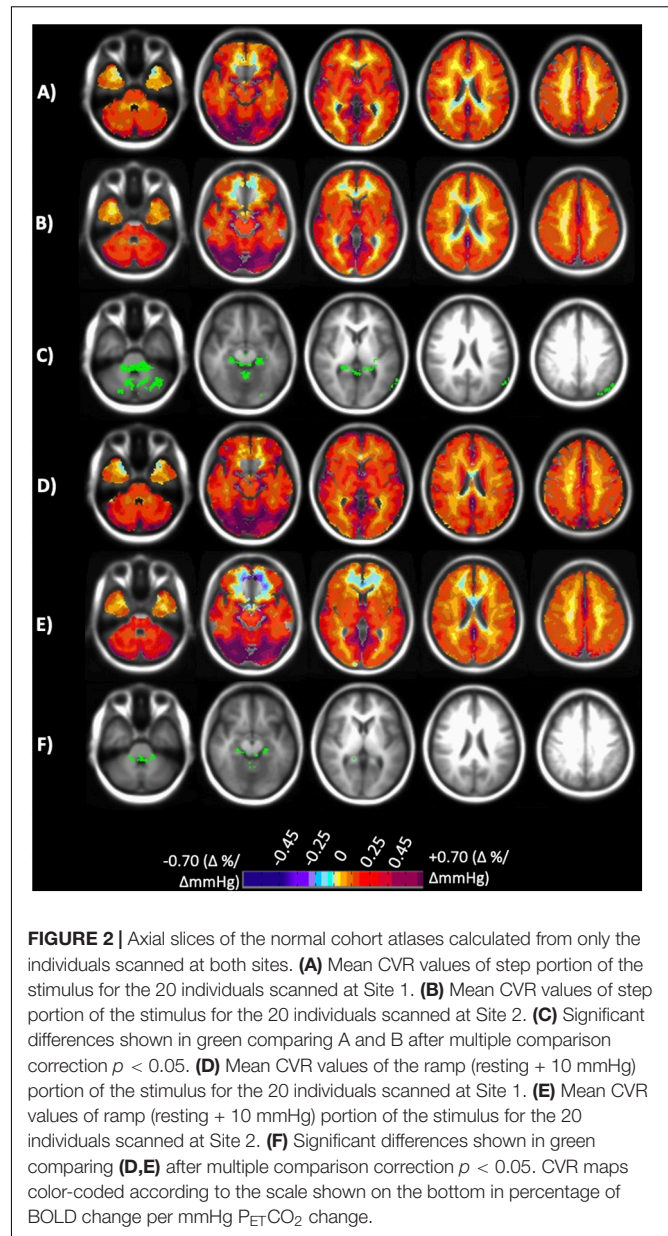 A)
B)
C)
D)
E)
F)
-0.70 (Δ %/
ΔmmHg)
-0.45
-0.25
0
0.25
0.45
+0.70 (Δ %/
ΔmmHg)
FIGURE 2 | Axial slices of the normal cohort atlases calculated from only the
individuals scanned at both sites. (A) Mean CVR values of step portion of the
stimulus for the 20 individuals scanned at Site 1. (B) Mean CVR values of step
portion of the stimulus for the 20 individuals scanned at Site 2. (C) Significant
differences shown in green comparing A and B after multiple comparison
correction p < 0.05. (D) Mean CVR values of the ramp (resting + 10 mmHg)
portion of the stimulus for the 20 individuals scanned at Site 1. (E) Mean CVR
values of ramp (resting + 10 mmHg) portion of the stimulus for the 20
individuals scanned at Site 2. (F) Significant differences shown in green
comparing (D,E) after multiple comparison correction p < 0.05. CVR maps
color-coded according to the scale shown on the bottom in percentage of
BOLD change per mmHg PETCO2 change.